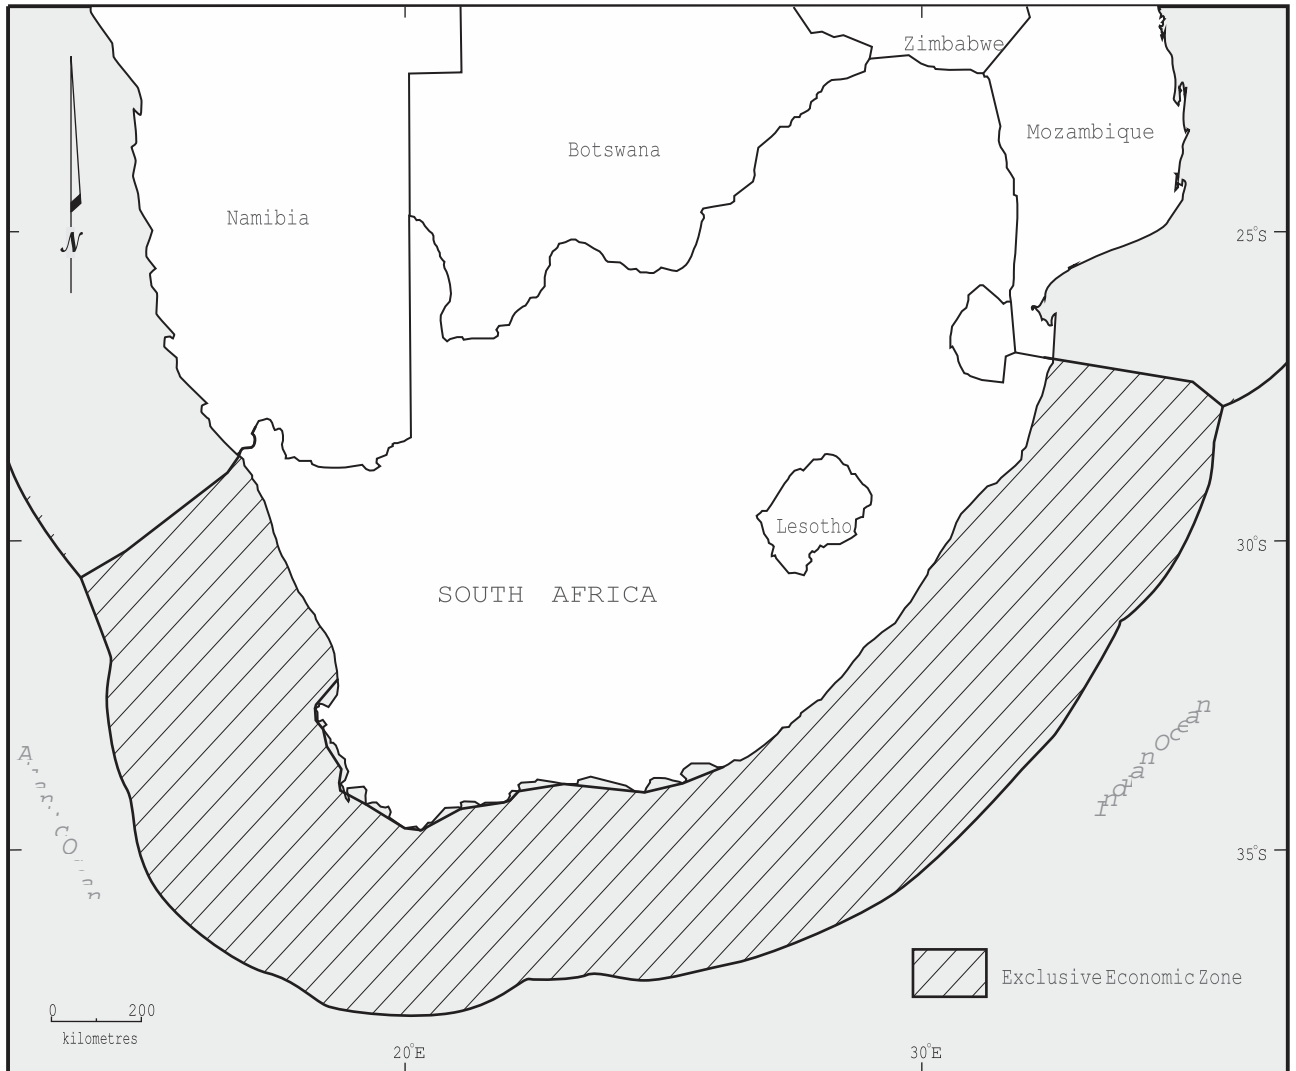 Zimbabwe
Mozambique
Botswana
Namibia
N
25°S
Lesotho
30°S
SOUTH AFRICA
Indian Ocean
35°S
Exclusive Economic Zone
0 200
kilometres
20°E
30°E